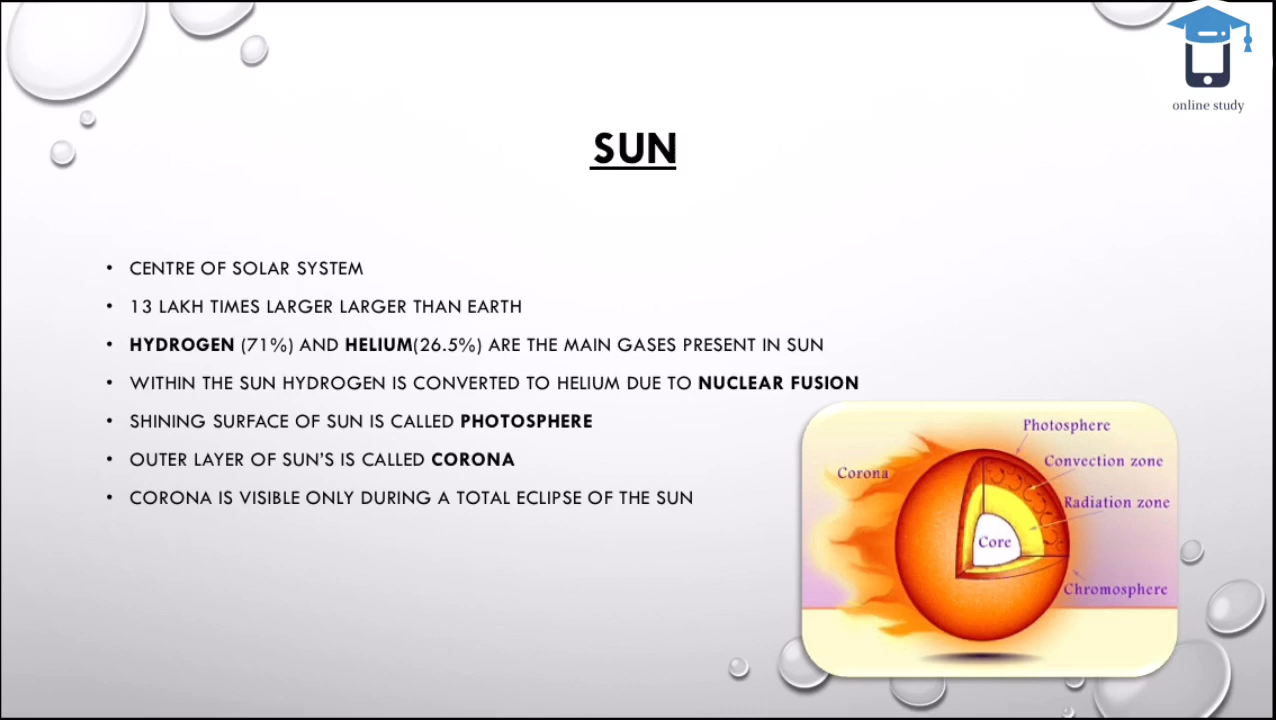 online study
SUN
• CENTRE OF SOLAR SYSTEM
• 13 LAKH TIMES LARGER LARGER THAN EARTH
• HYDROGEN (71%) AND HELIUM(26.5%) ARE THE MAIN GASES PRESENT IN SUN
• WITHIN THE SUN HYDROGEN IS CONVERTED TO HELIUM DUE TO NUCLEAR FUSION
• SHINING SURFACE OF SUN IS CALLED PHOTOSPHERE
• OUTER LAYER OF SUN'S IS CALLED CORONA
• CORONA IS VISIBLE ONLY DURING A TOTAL ECLIPSE OF THE SUN
Photosphere
Convection zone
Corona
Radiation zone
Core
Chromosphere